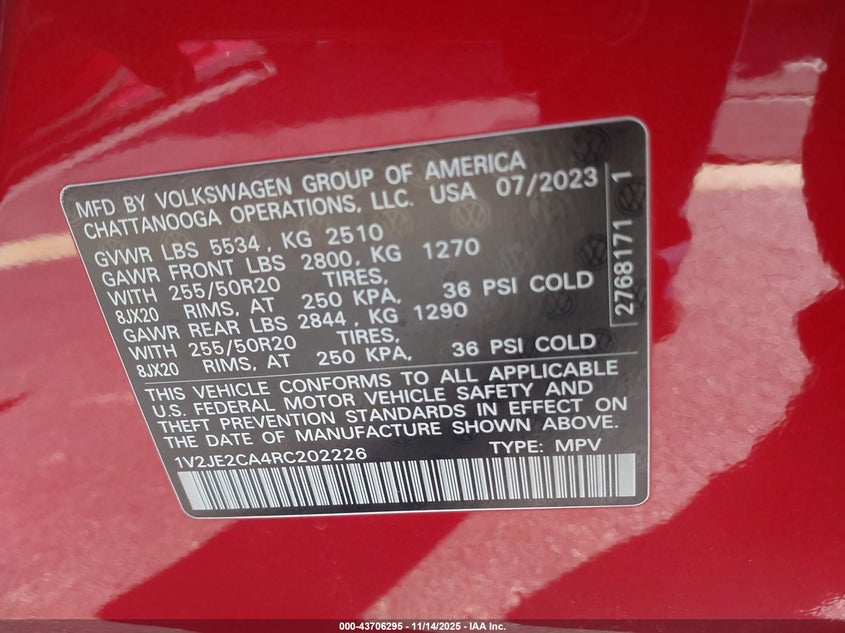 MFD BY VOLKSWAGEN GROUP OF AMERICA
CHATTANOOGA OPERATIONS, LLC. USA 07/2023
GVWR LBS 5534, KG 2510
GAWR FRONT LBS 2800, KG 1270
WITH 255/50R20 TIRES,
8JX20 RIMS, AT 250 KPA, 36 PSI COLD
GAWR REAR LBS 2844, KG 1290
WITH 255/50R20 TIRES,
8JX20 RIMS, AT 250 KPA, 36 PSI COLD
THIS VEHICLE CONFORMS TO ALL APPLICABLE
U.S. FEDERAL MOTOR VEHICLE SAFETY AND
THEFT PREVENTION STANDARDS IN EFFECT ON
THE DATE OF MANUFACTURE SHOWN ABOVE.
1V2JE2CA4RC202226 TYPE: MPV
2768171 1
000-43706295 - 11/14/2025 - IAA Inc.